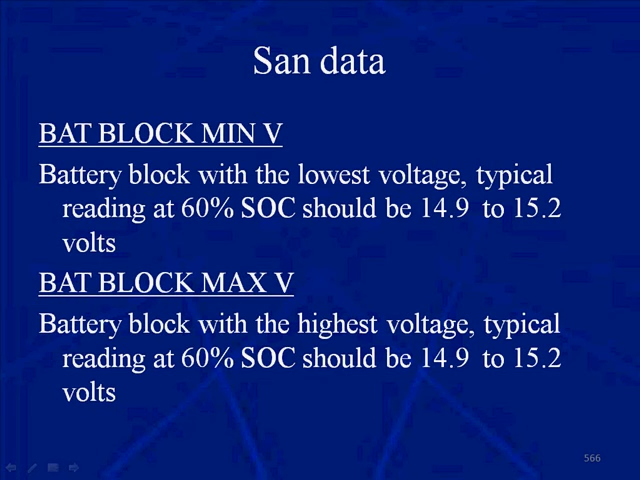 San data
BAT BLOCK MIN V
Battery block with the lowest voltage, typical
reading at 60% SOC should be 14.9 to 15.2
volts
BAT BLOCK MAX V
Battery block with the highest voltage, typical
reading at 60% SOC should be 14.9 to 15.2
volts
566